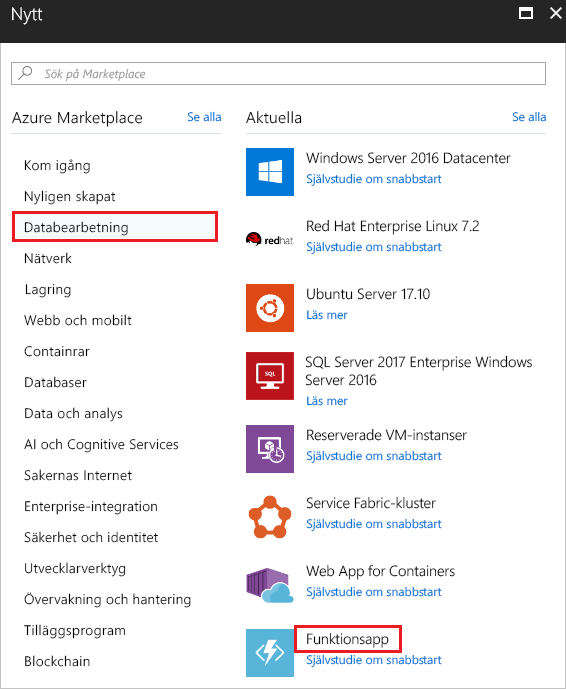 Nytt
Sök på Marketplace
Azure Marketplace
Se alla
Kom igång
Nyligen skapat
Databearbetning
Nätverk
Lagring
Webb och mobilt
Containrar
Databaser
Data och analys
AI och Cognitive Services
Sakernas Internet
Enterprise-integration
Säkerhet och identitet
Utvecklarverktyg
Övervakning och hantering
Tilläggsprogram
Blockchain
Aktuella
Se alla
Windows Server 2016 Datacenter
Självstudie om snabbstart
redhat
Red Hat Enterprise Linux 7.2
Självstudie om snabbstart
Ubuntu Server 17.10
Läs mer
SQL
SQL Server 2017 Enterprise Windows
Server 2016
Läs mer
Reserverade VM-instanser
Självstudie om snabbstart
Service Fabric-kluster
Självstudie om snabbstart
Web App for Containers
Självstudie om snabbstart
Funktionsapp
Självstudie om snabbstart